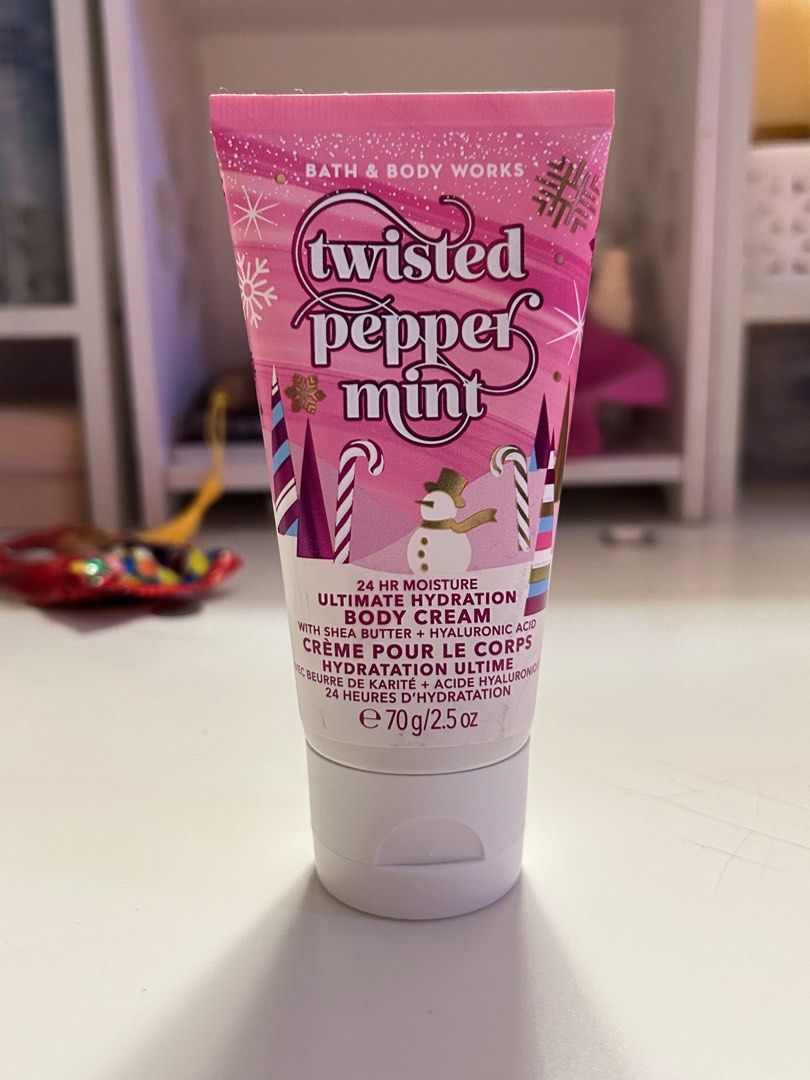 BATH & BODY WORKS
twisted
pepper
mint
24 HR MOISTURE
ULTIMATE HYDRATION
BODY CREAM
WITH SHEA BUTTER + HYALURONIC ACID
CRÈME POUR LE CORPS
HYDRATATION ULTIME
BEURRE DE KARITÉ + ACIDE
24 HEURES D'HYDRATATION
℮ 70 g/2.5 oz